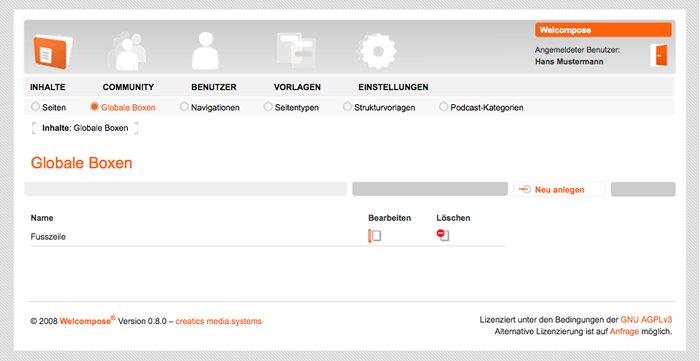 Welcompose
Angemeldeter Benutzer:
Hans Mustermann
INHALTE COMMUNITY BENUTZER VORLAGEN EINSTELLUNGEN
Seiten Globale Boxen Navigationen Seitentypen Strukturvorlagen Podcast-Kategorien
Inhalte: Globale Boxen
Globale Boxen
Neu anlegen
Name Bearbeiten Löschen
Fusszeile
© 2008 Welcompose® Version 0.8.0 – creatics media.systems
Lizenziert unter den Bedingungen der GNU AGPLv3
Alternative Lizenzierung ist auf Anfrage möglich.